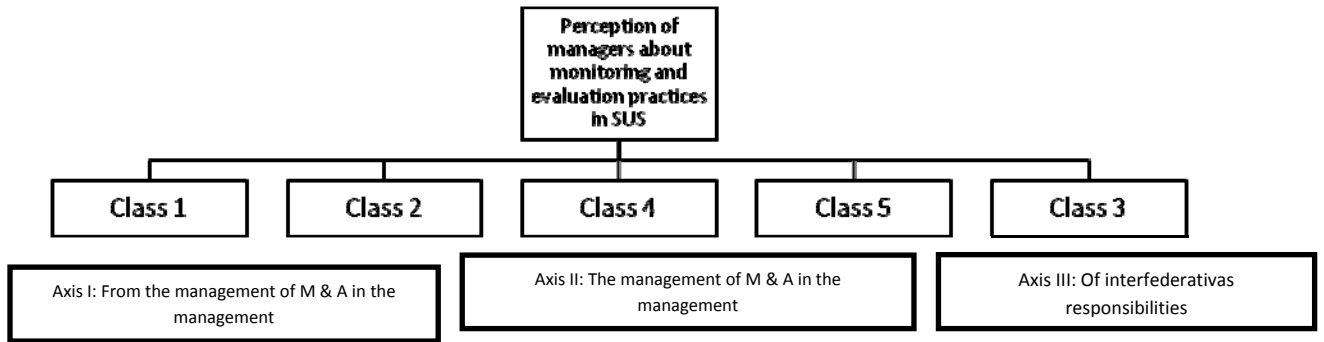 Perception of
managers about
monitoring and
evaluation practices
in SUS
Class 1
Class 2
Class 4
Class 5
Class 3
Axis I: From the management of M & A in the
management
Axis II: The management of M & A in the
management
Axis III: Of interfederativas
responsibilities